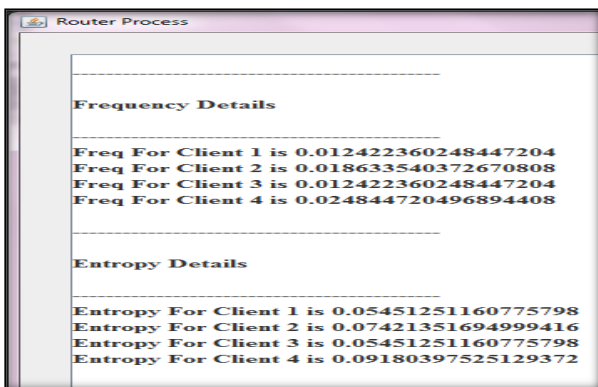 Router Process
Frequency Details
Freq For Client 1 is 0.012422360248447204
Freq For Client 2 is 0.018633540372670808
Freq For Client 3 is 0.012422360248447204
Freq For Client 4 is 0.024844720496894408
Entropy Details
Entropy For Client 1 is 0.05451251160775798
Entropy For Client 2 is 0.07421351694999416
Entropy For Client 3 is 0.05451251160775798
Entropy For Client 4 is 0.09180397525129372